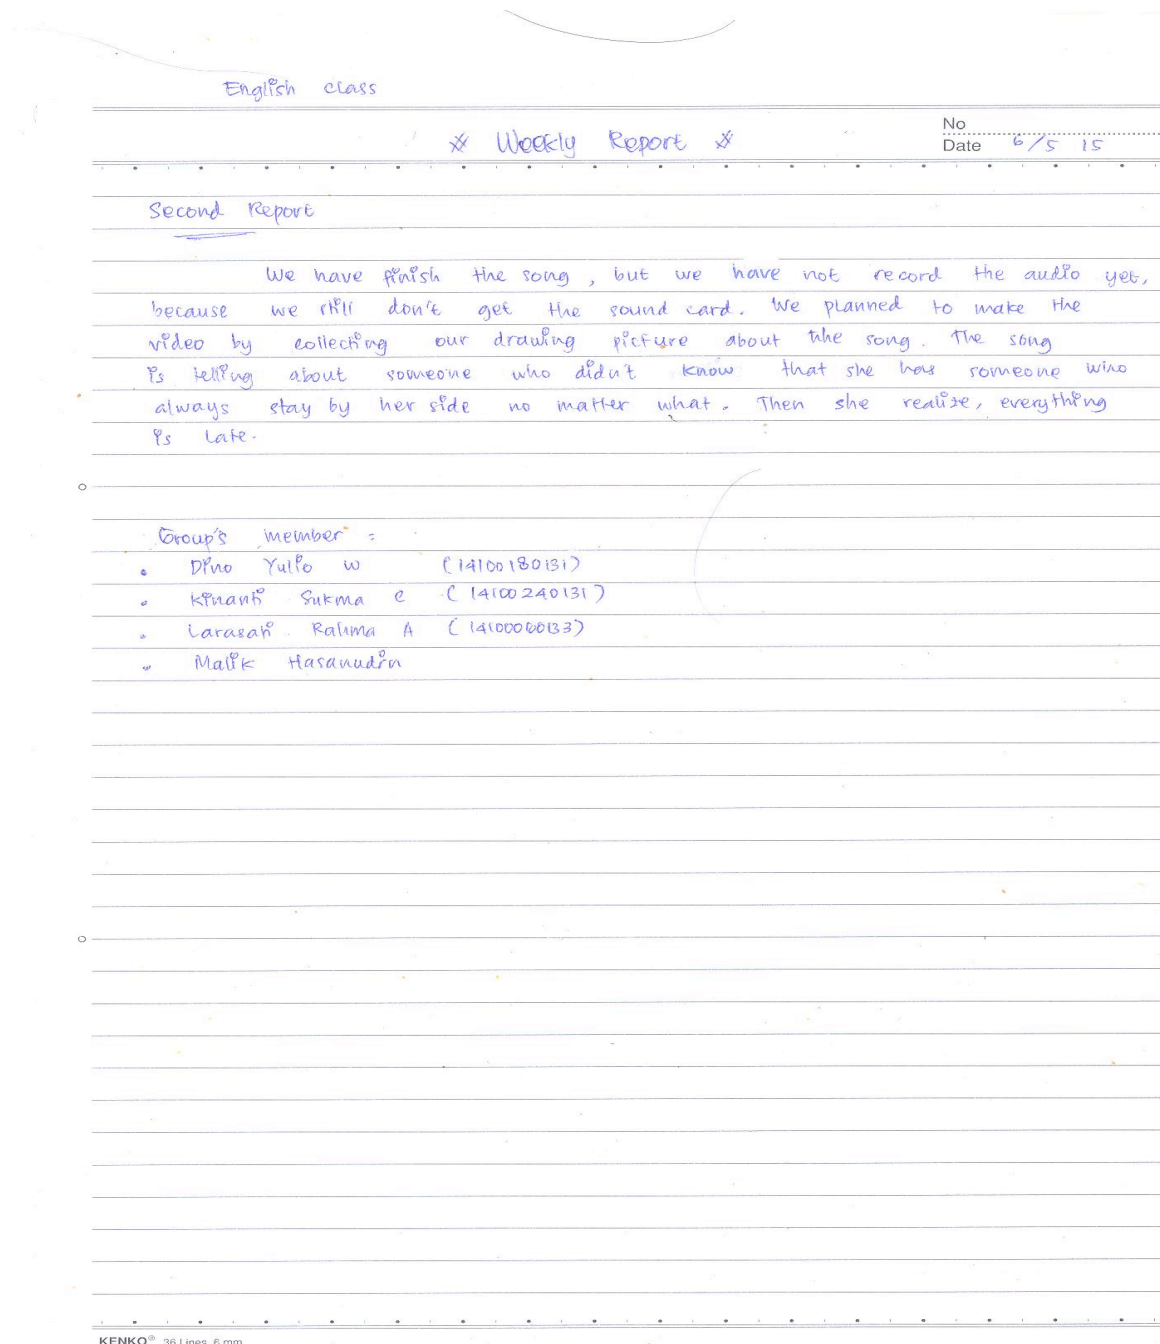 English class
No
※ Weekly Report ※
Date 6/5 15
Second Report
We have finish the song, but we have not record the audio yet,
because we still don't get the sound card. We planned to make the
video by collecting our drawing picture about the song. The song
is telling about someone who didn't know that she has someone who
always stay by her side no matter what. Then she realize, everything
is late.
Group's member :
• Dino Yulio W (14100180131)
• Kinanti Sukma C (14100240131)
• Larasati Rahma A (14100060133)
• Malik Hasanudin
KENKO® 36 Lines, 6 mm